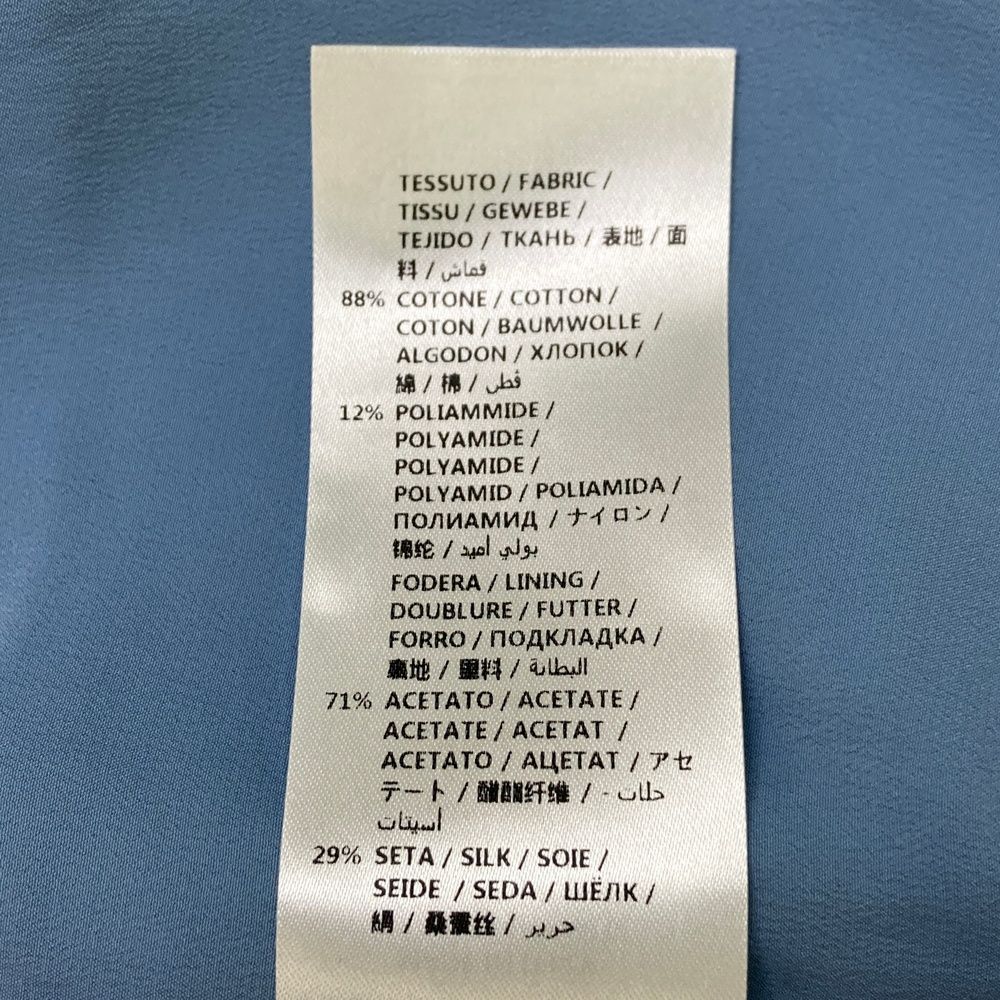 TESSUTO / FABRIC /
TISSU / GEWEBE /
TEJIDO / ТКАНЬ / 表地 / 面
料 / قماش
88% COTONE / COTTON /
COTON / BAUMWOLLE /
ALGODON / ХЛОПОК /
綿 / 棉 / قطن
12% POLIAMMIDE /
POLYAMIDE /
POLYAMIDE /
POLYAMID / POLIAMIDA /
ПОЛИАМИД / ナイロン /
锦纶 / بولي أميد
FODERA / LINING /
DOUBLURE / FUTTER /
FORRO / ПОДКЛАДКА /
裏地 / 里料 / البطانة
71% ACETATO / ACETATE /
ACETATE / ACETAT /
ACETATO / АЦЕТАТ / アセ
テート / 醋酯纤维 / - خلات
أسيتات
29% SETA / SILK / SOIE /
SEIDE / SEDA / ШЁЛК /
絹 / 桑蚕丝 / حرير